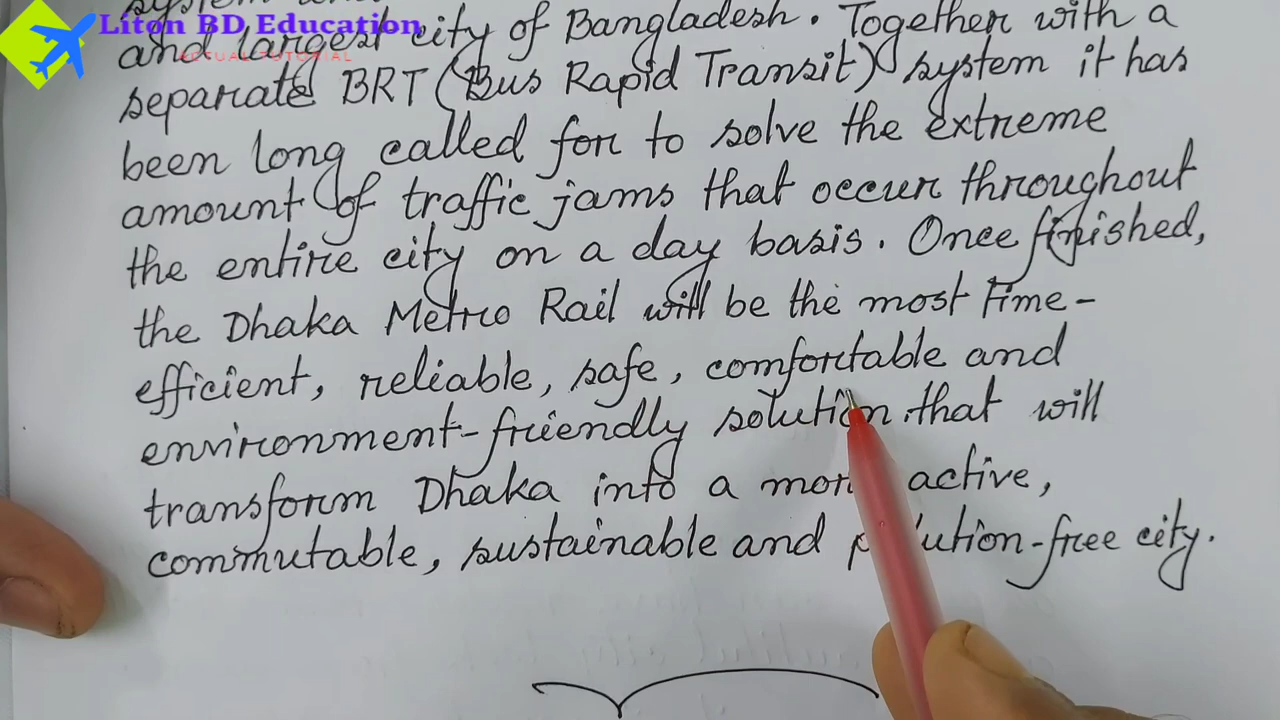 system
Liton BD Education
ACTUAL TUTORIAL
and largest city of Bangladesh. Together with a
separate BRT (Bus Rapid Transit) system it has
been long called for to solve the extreme
amount of traffic jams that occur throughout
the entire city on a day basis. Once finished,
the Dhaka Metro Rail will be the most time-
efficient, reliable, safe, comfortable and
environment-friendly solution that will
transform Dhaka into a more active,
commutable, sustainable and pollution-free city.